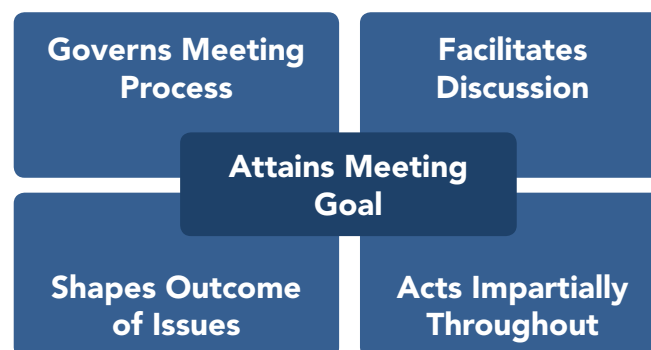 Governs Meeting
Process
Facilitates
Discussion
Attains Meeting
Goal
Shapes Outcome
of Issues
Acts Impartially
Throughout